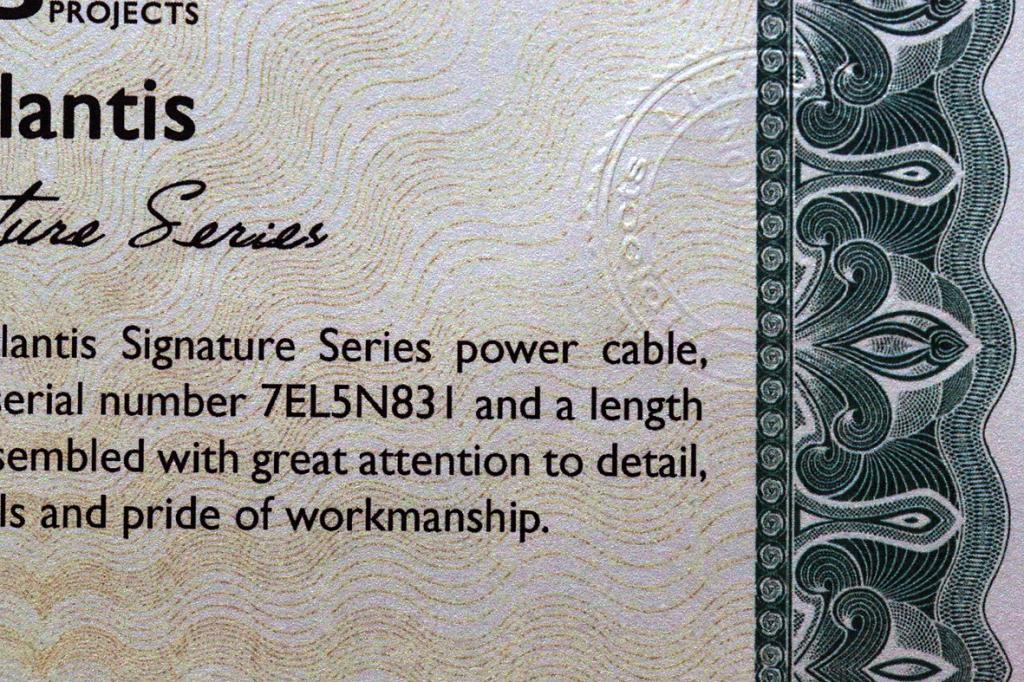 PROJECTS
lantis
ture Series
lantis Signature Series power cable,
serial number 7EL5N831 and a length
sembled with great attention to detail,
ls and pride of workmanship.